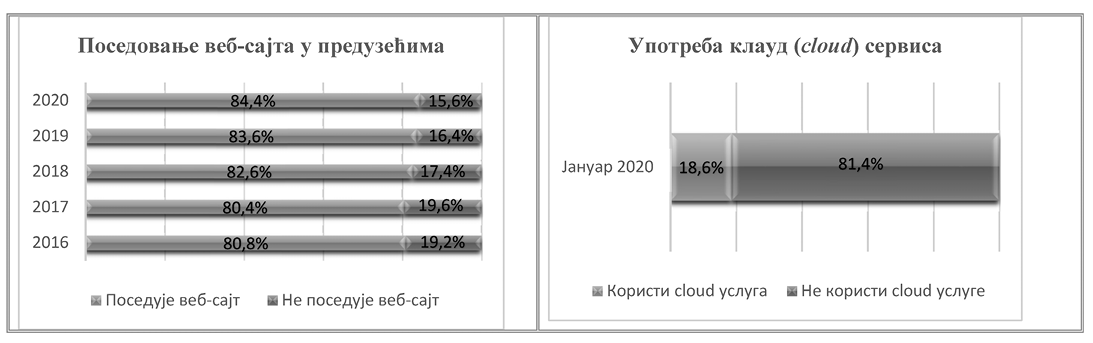 Поседовање веб-сајта у предузећима
2020 84,4% 15,6%
2019 83,6% 16,4%
2018 82,6% 17,4%
2017 80,4% 19,6%
2016 80,8% 19,2%
Поседује веб-сајт Не поседује веб-сајт
Употреба клауд (cloud) сервиса
Јануар 2020 18,6% 81,4%
Користи cloud услуга Не користи cloud услуге